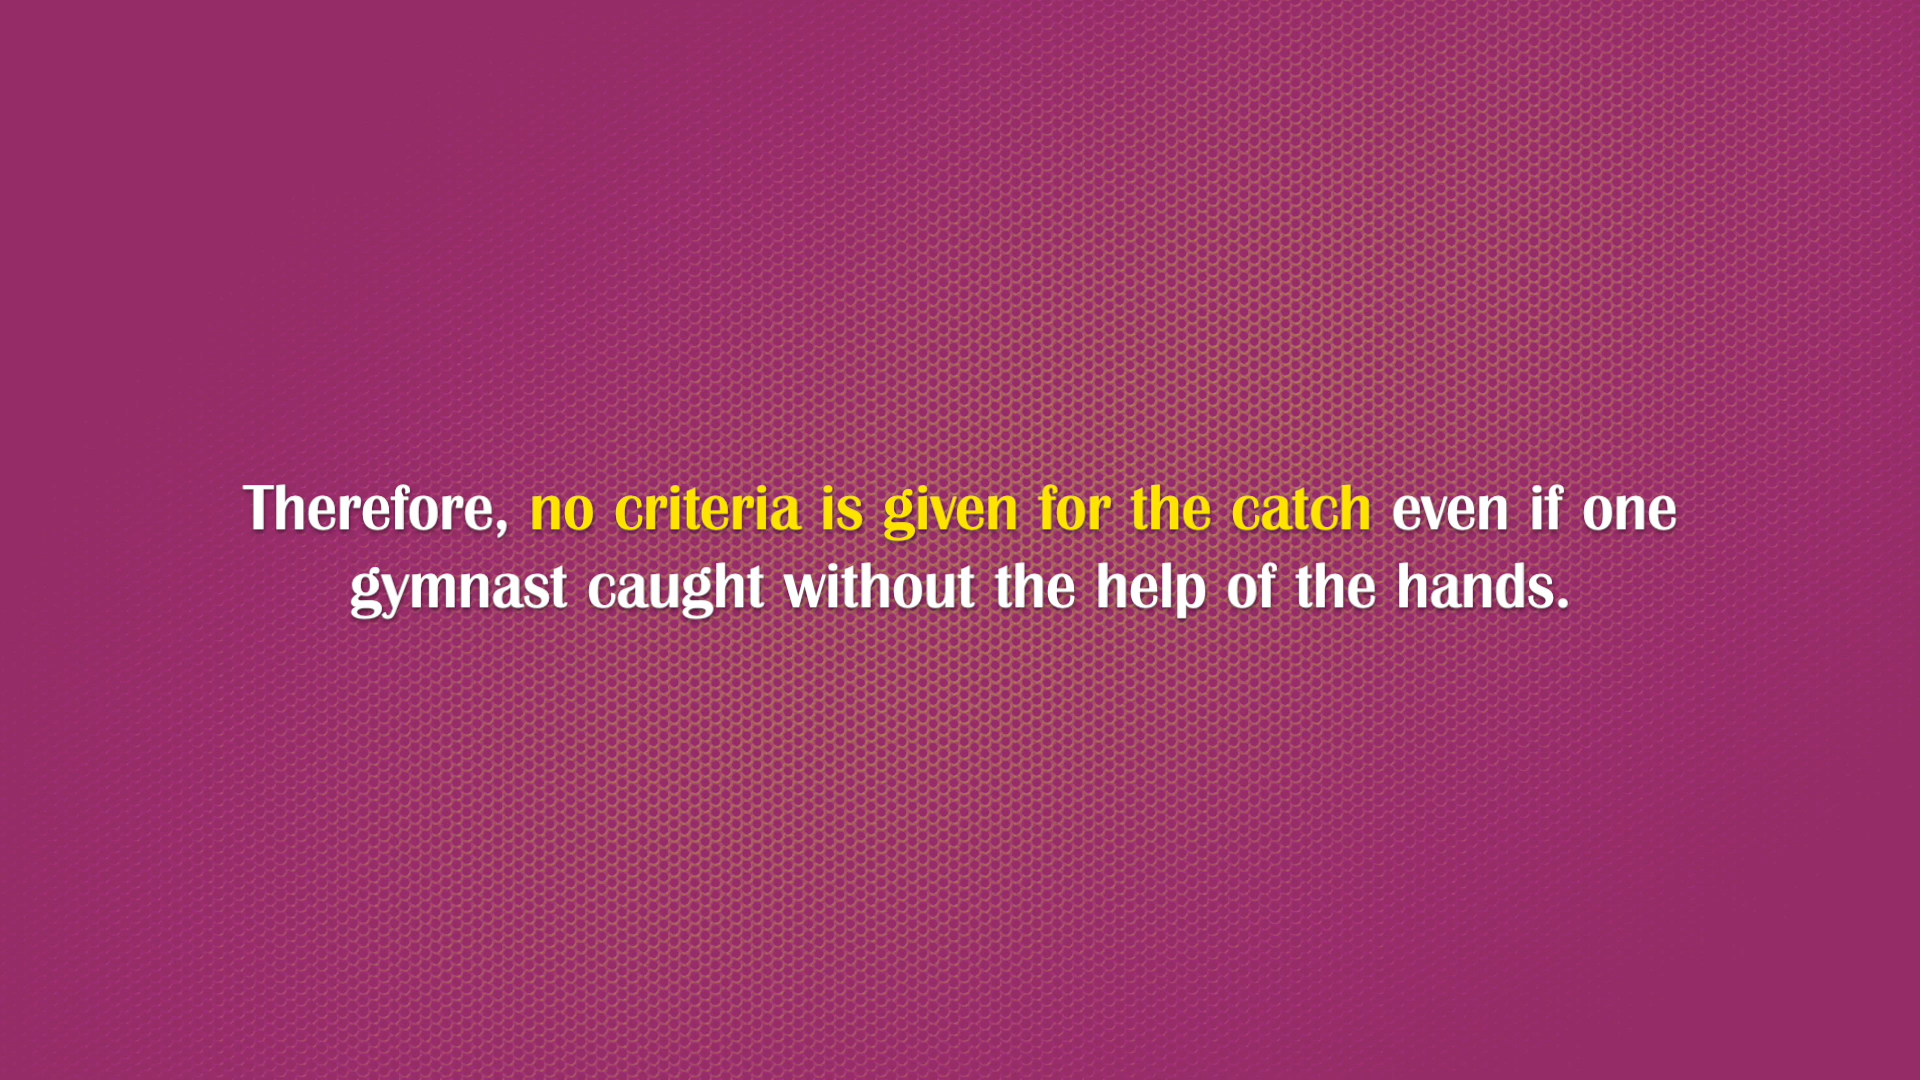 Therefore, no criteria is given for the catch even if one
gymnast caught without the help of the hands.